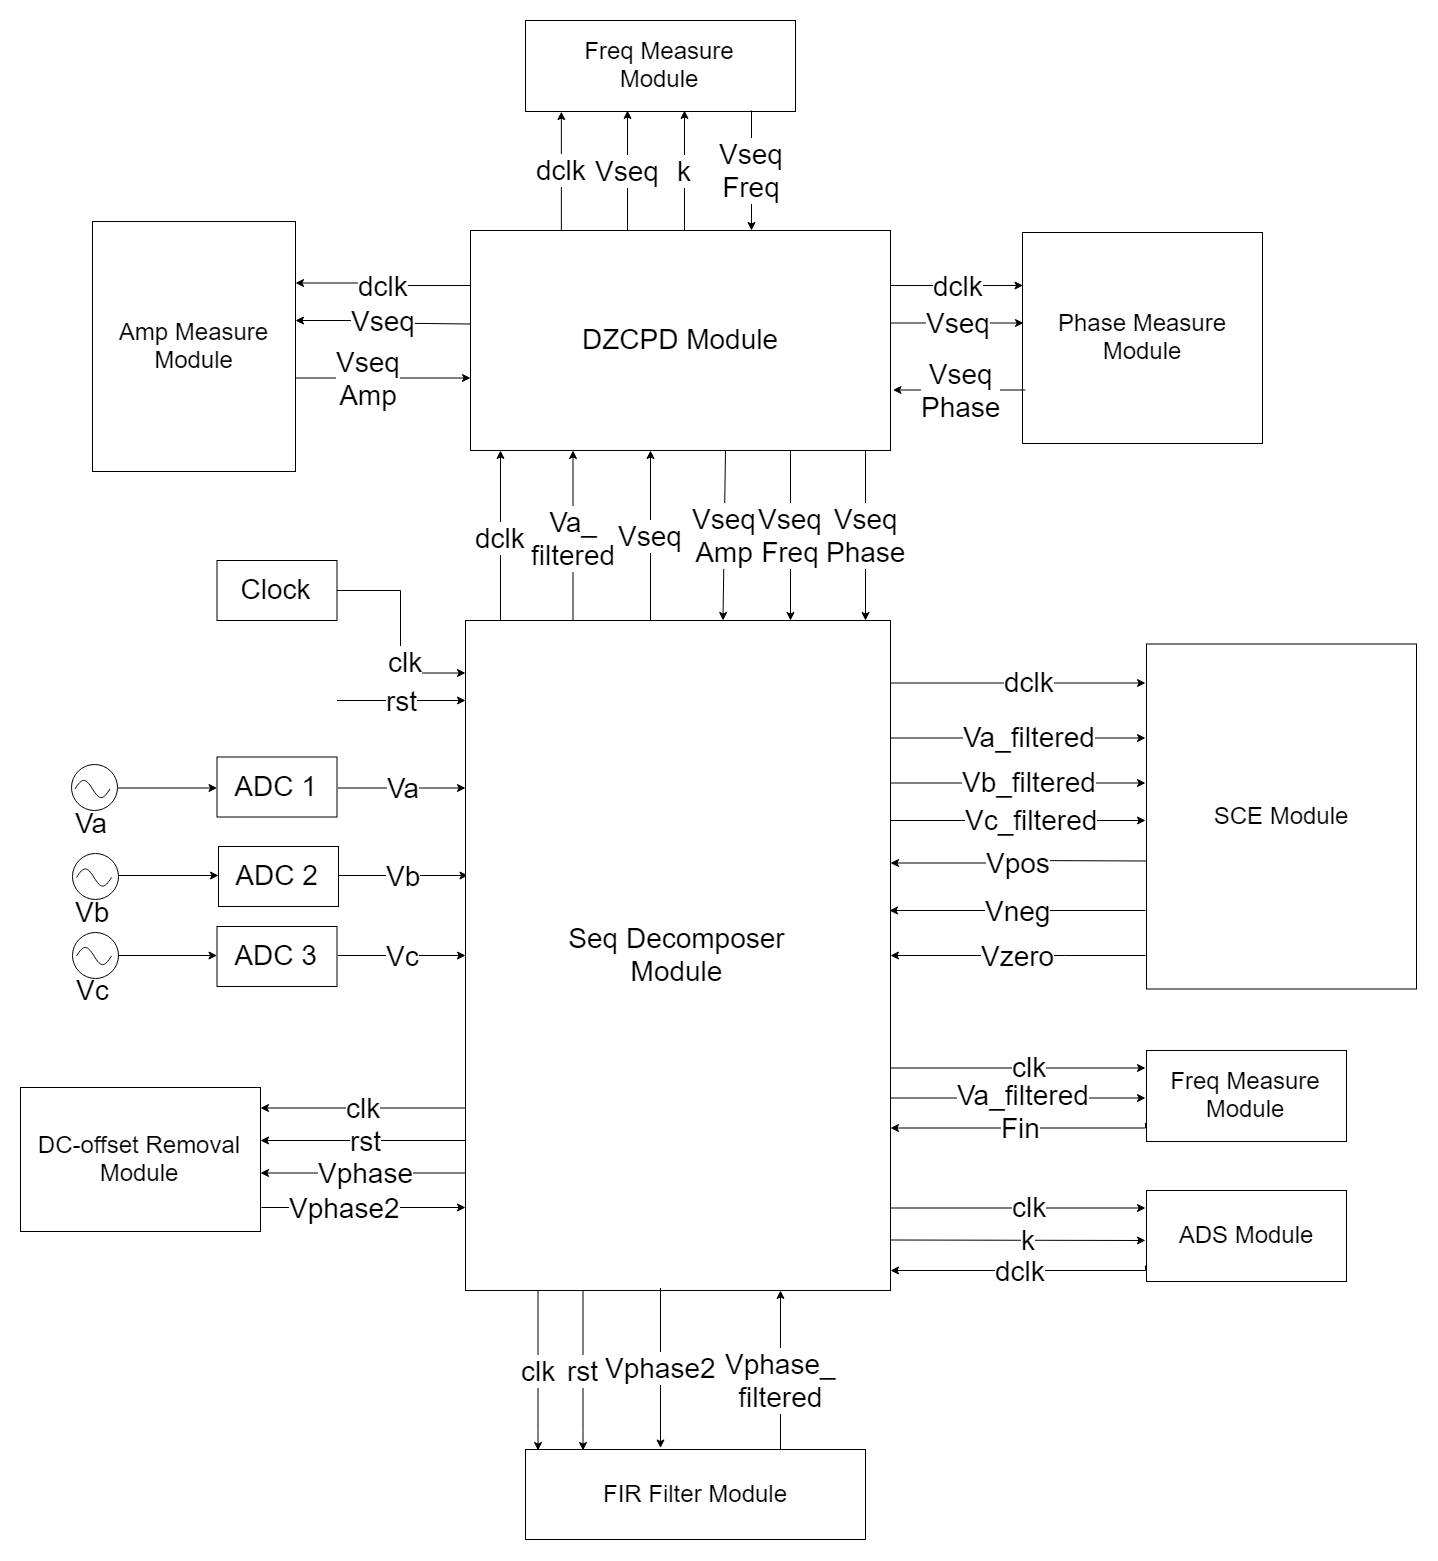 Freq Measure
Module
dclk
Vseq
k
Vseq
Freq
Amp Measure
Module
dclk
Vseq
Vseq
Amp
DZCPD Module
dclk
Vseq
Vseq
Phase
Phase Measure
Module
dclk
Va_
filtered
Vseq
Vseq
Amp
Vseq
Freq
Vseq
Phase
Clock
clk
rst
Va
ADC 1
Va
Vb
ADC 2
Vb
Vc
ADC 3
Vc
Seq Decomposer
Module
dclk
Va_filtered
Vb_filtered
Vc_filtered
Vpos
Vneg
Vzero
SCE Module
clk
Va_filtered
Fin
Freq Measure
Module
DC-offset Removal
Module
clk
rst
Vphase
Vphase2
clk
k
dclk
ADS Module
clk
rst
Vphase2
Vphase_
filtered
FIR Filter Module